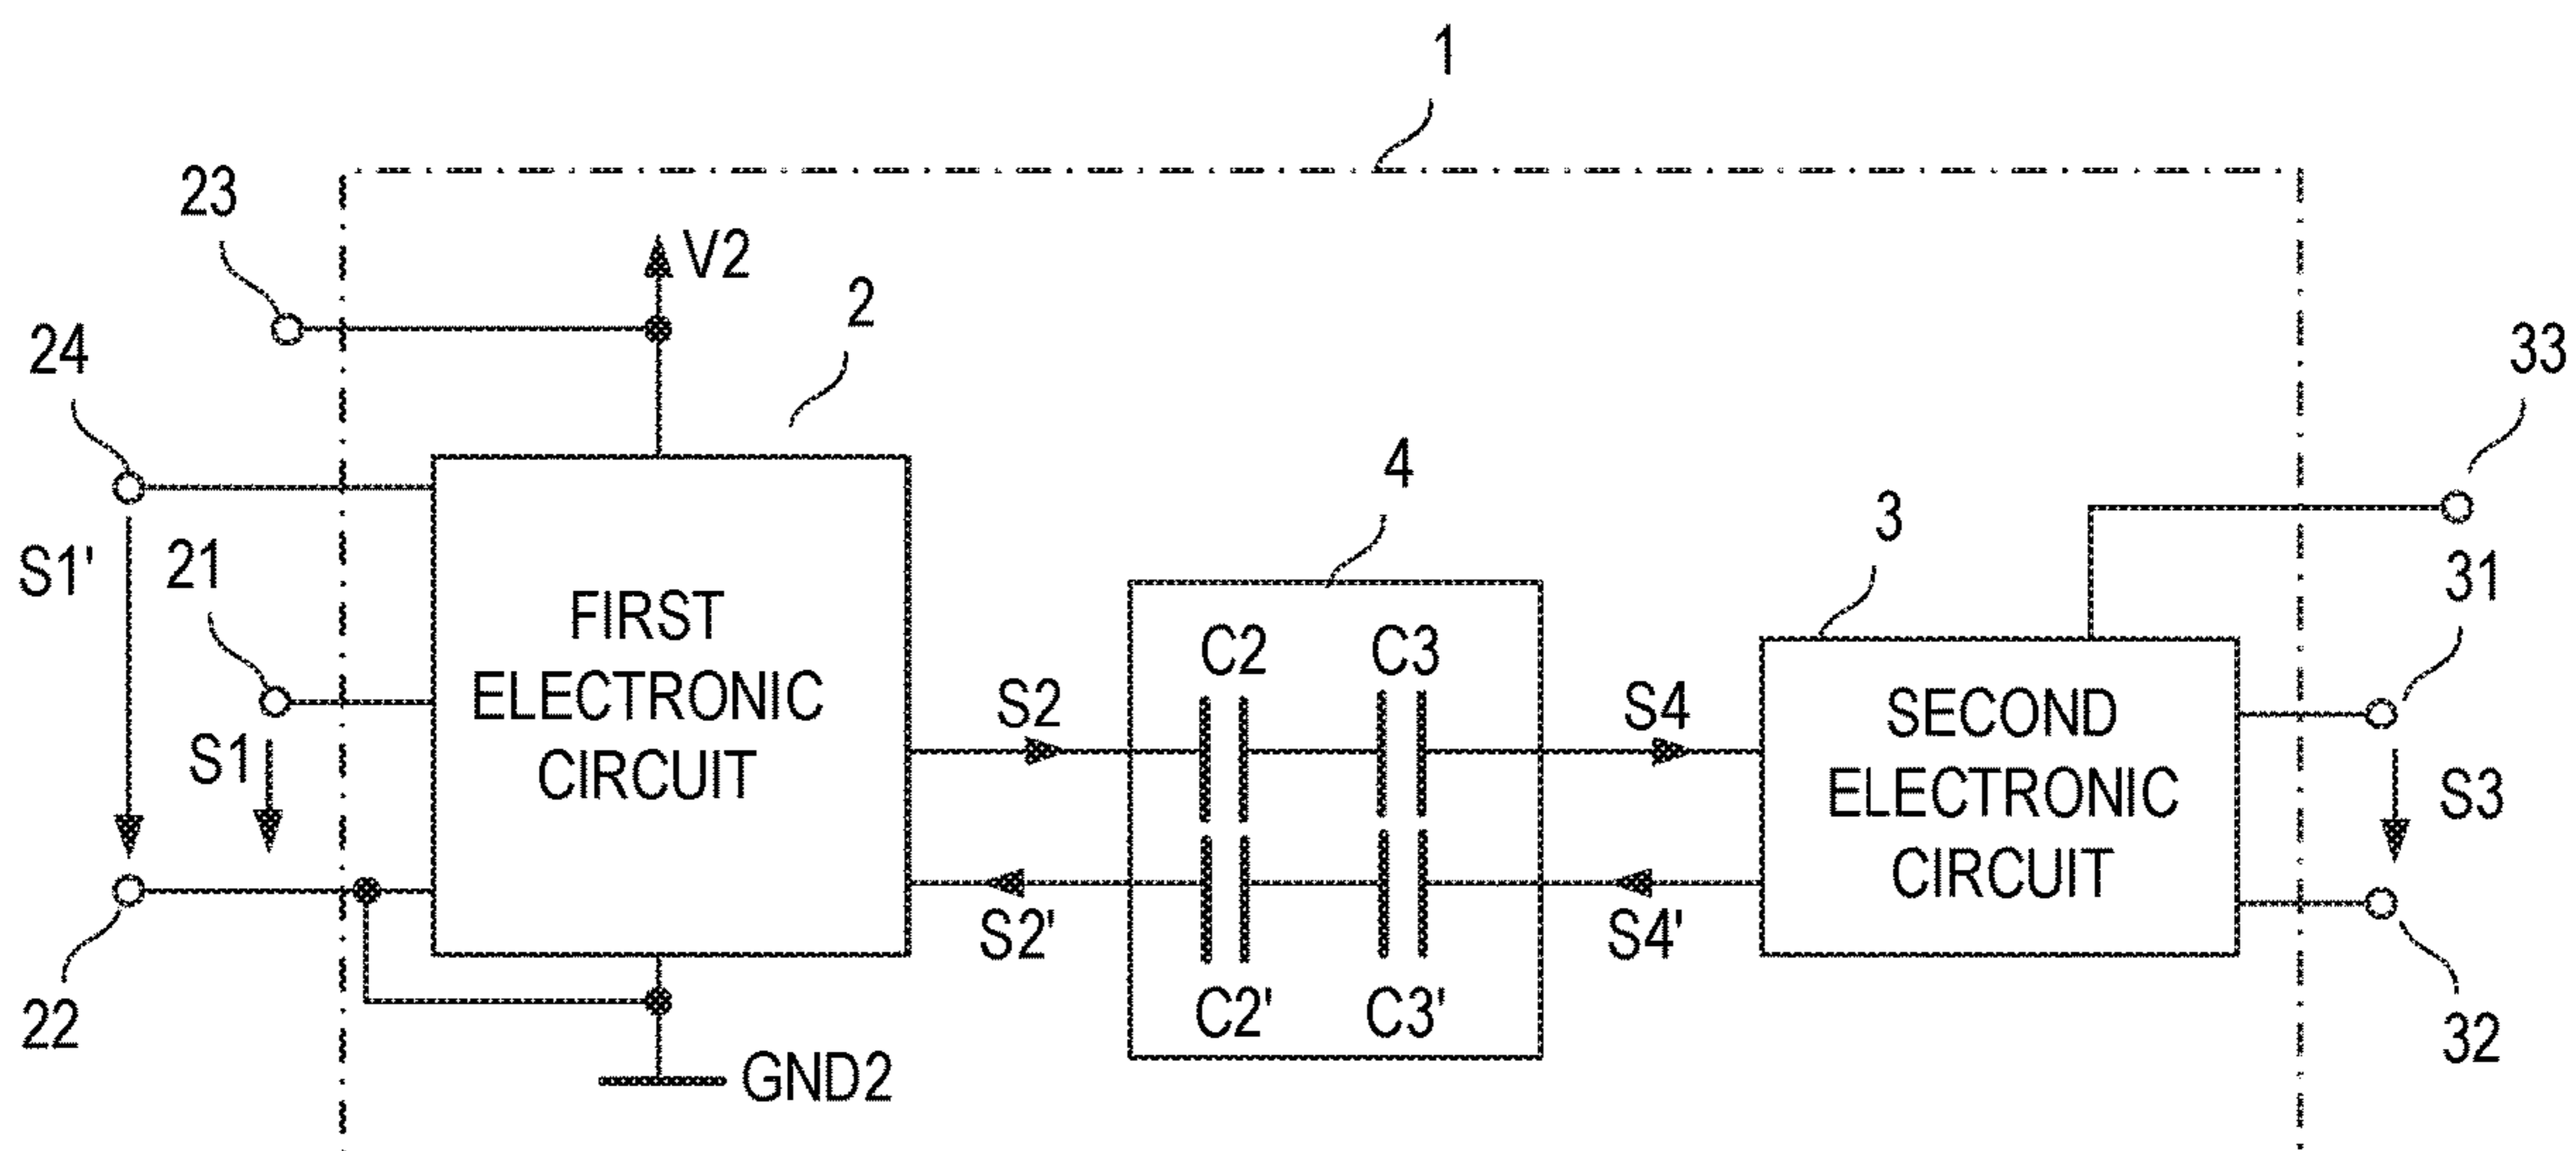 1
23
V2
2
24
33
4
3
S1'
21
31
FIRST
ELECTRONIC
CIRCUIT
C2
C3
S2
S4
SECOND
ELECTRONIC
CIRCUIT
S1
S3
S2'
S4'
22
C2'
C3'
32
GND2